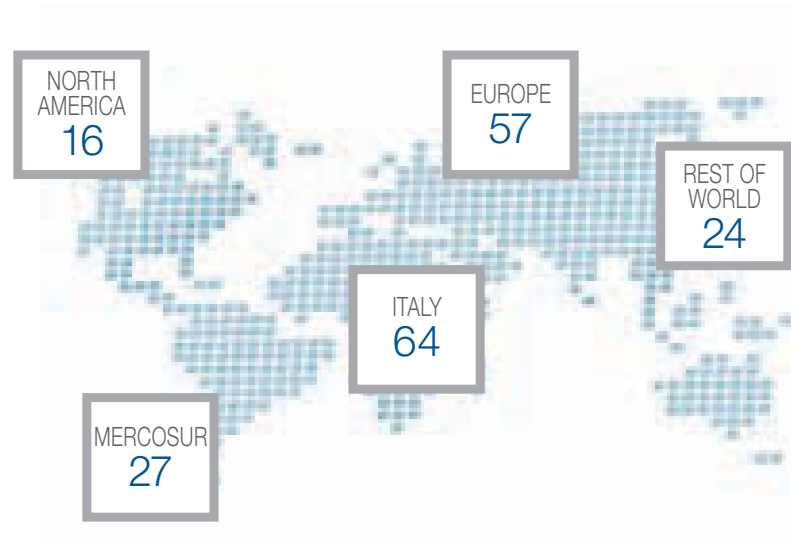 NORTH
AMERICA
16
EUROPE
57
REST OF
WORLD
24
ITALY
64
MERCOSUR
27